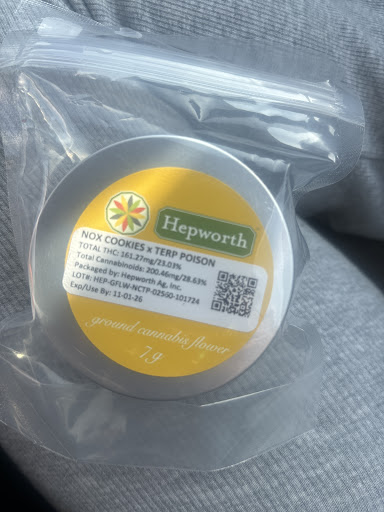 Hepworth
NOX COOKIES x TERP POISON
TOTAL THC: 161.27mg/23.03%
Total Cannabinoids: 200.46mg/28.63%
Packaged by: Hepworth Ag, Inc.
LOT#: HEP-GFLW-NCTP-02500-101724
Exp/Use By: 11-01-26
ground cannabis flower
7g